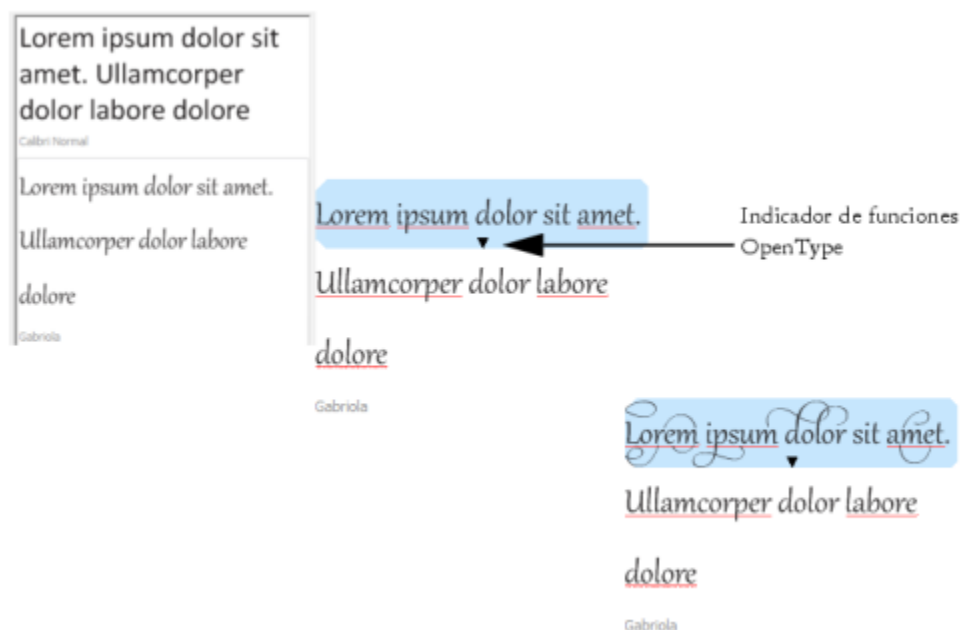 Lorem ipsum dolor sit
amet. Ullamcorper
dolor labore dolore
Calibri Normal
Lorem ipsum dolor sit amet.
Ullamcorper dolor labore
dolore
Gabriola
Lorem ipsum dolor sit amet.
Ullamcorper dolor labore
dolore
Gabriola
Indicador de funciones
OpenType
Lorem ipsum dolor sit amet.
Ullamcorper dolor labore
dolore
Gabriola